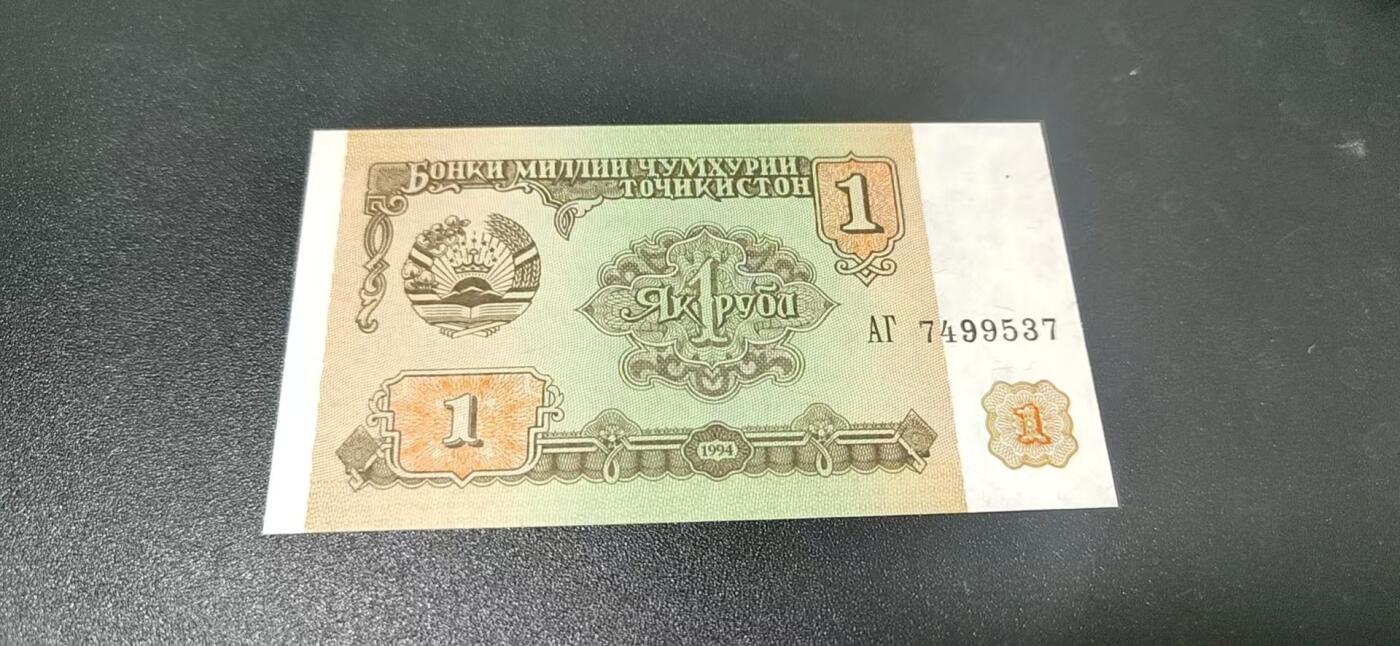 Бонки миллии Ҷумҳурии
Тоҷикистон
1
Як 1 рубл
АГ 7499537
1
1994
1